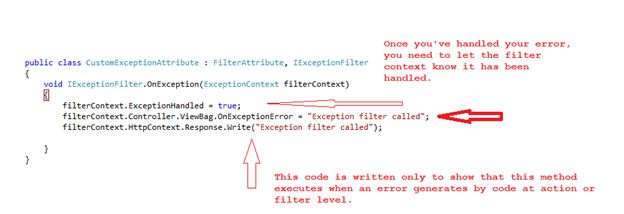 Once you've handled your error,
you need to let the filter
context know it has been
handled.
public class CustomExceptionAttribute : FilterAttribute, IExceptionFilter
{
void IExceptionFilter.OnException(ExceptionContext filterContext)
{
filterContext.ExceptionHandled = true;
filterContext.Controller.ViewBag.OnExceptionError = "Exception filter called";
filterContext.HttpContext.Response.Write("Exception filter called");
}
}
This code is written only to show that this method
executes when an error generates by code at action or
filter level.